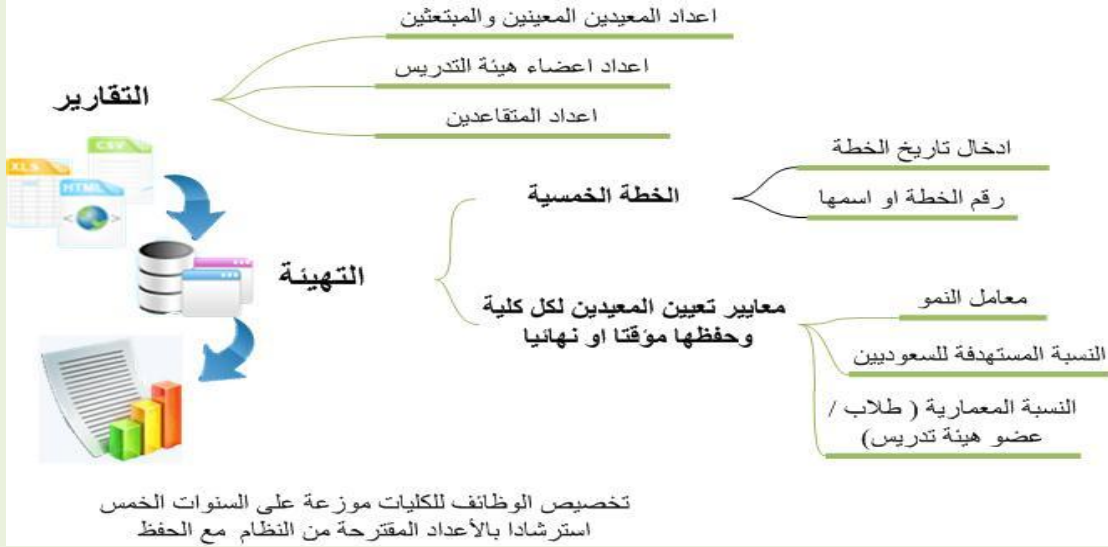 اعداد المعيدين المعينين والمبتعثين
اعداد اعضاء هيئة التدريس
اعداد المتقاعدين
التقارير
CSV
XLS
HTML
ادخال تاريخ الخطة
رقم الخطة او اسمها
الخطة الخمسية
التهيئة
معايير تعيين المعيدين لكل كلية
وحفظها مؤقتا او نهائيا
معامل النمو
النسبة المستهدفة للسعوديين
النسبة المعمارية ( طلاب /
عضو هيئة تدريس)
تخصيص الوظائف للكليات موزعة على السنوات الخمس
استرشادا بالأعداد المقترحة من النظام مع الحفظ